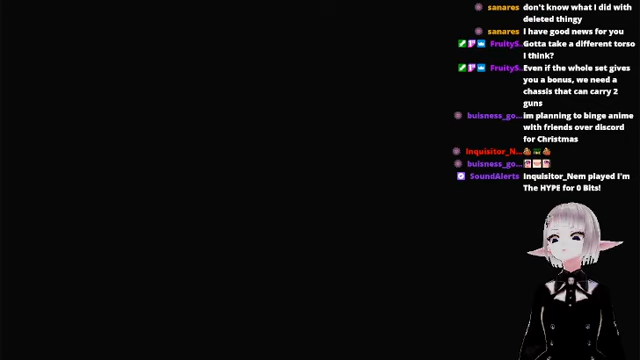 sanares don't know what I did with
deleted thingy
sanares I have good news for you
FruityS... Gotta take a different torso
I think?
FruityS... Even if the whole set gives
you a bonus, we need a
chassis that can carry 2
guns
buisness_go... im planning to binge anime
with friends over discord
for Christmas
Inquisitor_N...
buisness_go...
SoundAlerts Inquisitor_Nem played I'm
The HYPE for 0 Bits!